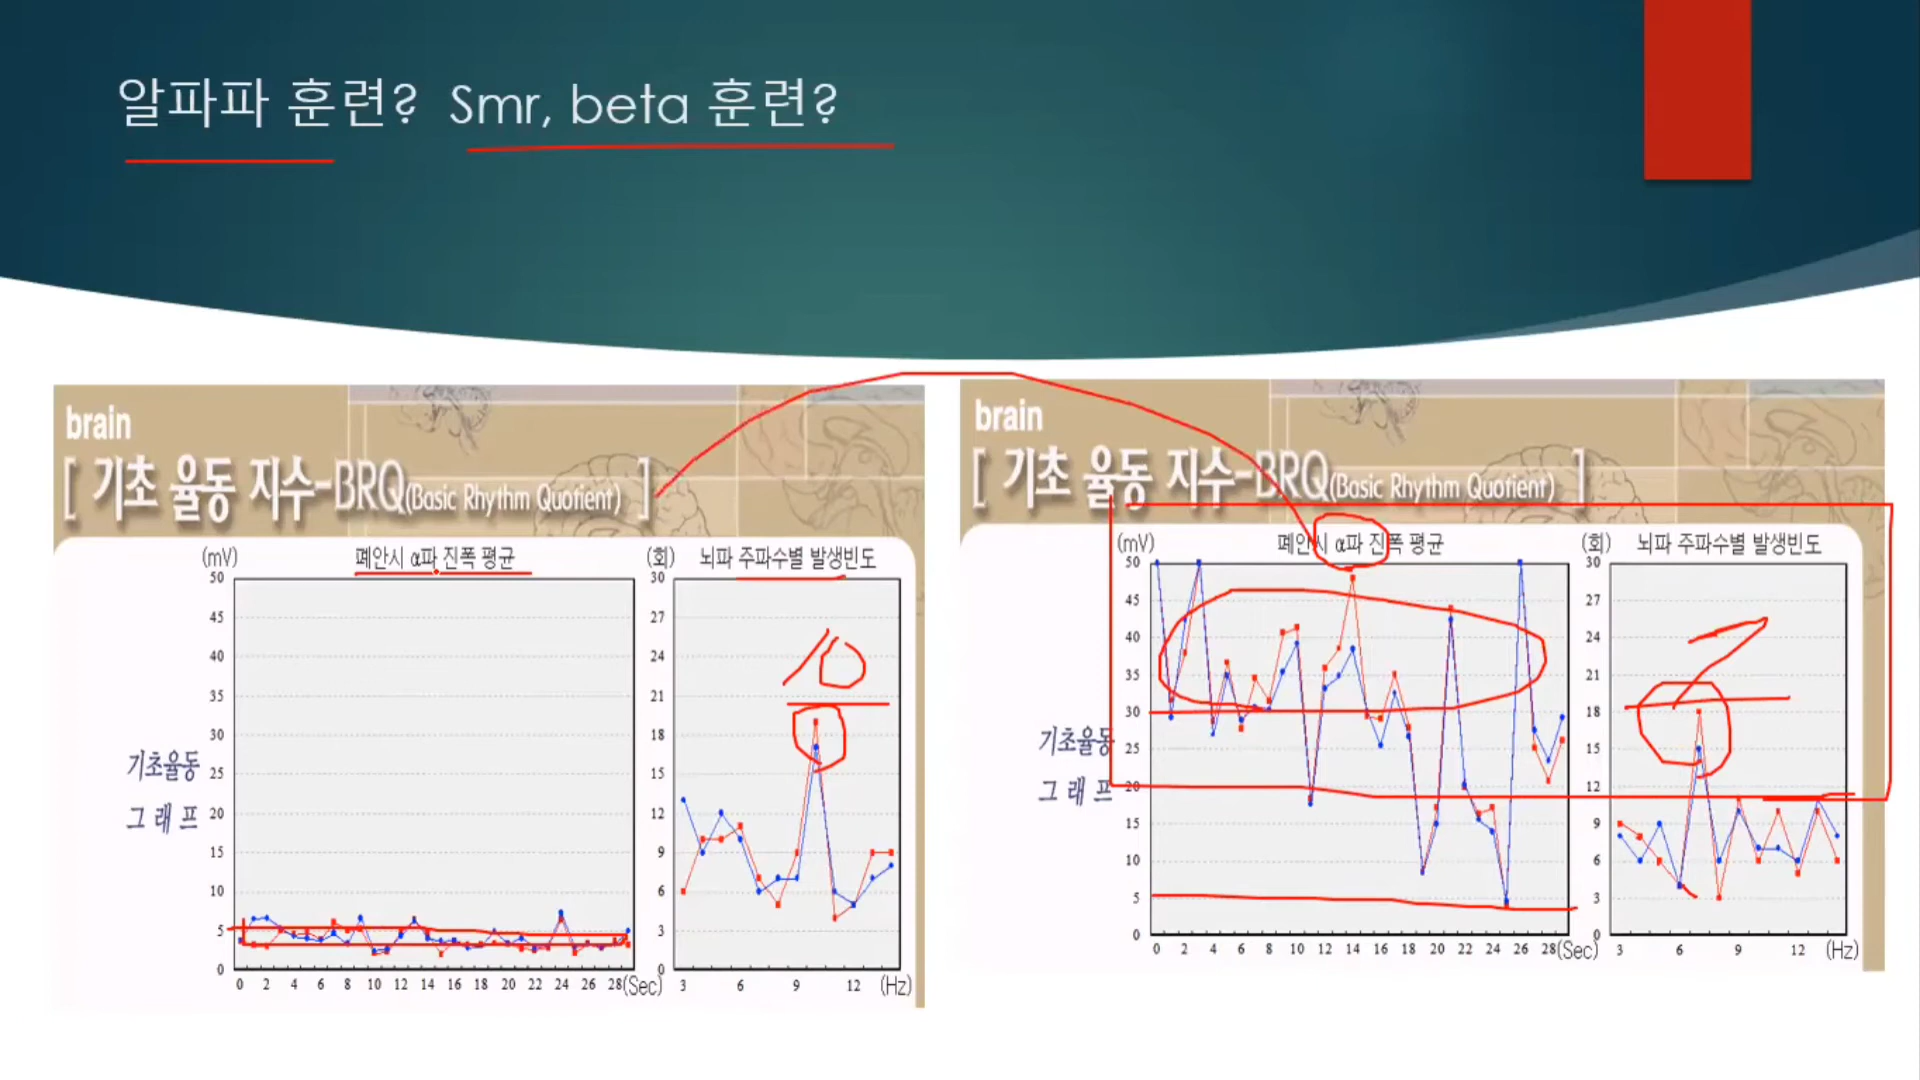 알파파 훈련? Smr, beta 훈련?
brain
[ 기초 율동 지수-BRQ(Basic Rhythm Quotient) ]
(mV) 폐안시 α파 진폭 평균
(회) 뇌파 주파수별 발생빈도
50
45
40
35
30
25
20
15
10
5
0
30
27
24
21
18
15
12
9
6
3
0
10
기초율동
그 래 프
0 2 4 6 8 10 12 14 16 18 20 22 24 26 28(Sec)
3 6 9 12 (Hz)
brain
[ 기초 율동 지수-BRQ(Basic Rhythm Quotient) ]
(mV) 폐안시 α파 진폭 평균
(회) 뇌파 주파수별 발생빈도
50
45
40
35
30
25
20
15
10
5
0
30
27
24
21
18
15
12
9
6
3
0
7
기초율동
그 래 프
0 2 4 6 8 10 12 14 16 18 20 22 24 26 28(Sec)
3 6 9 12 (Hz)